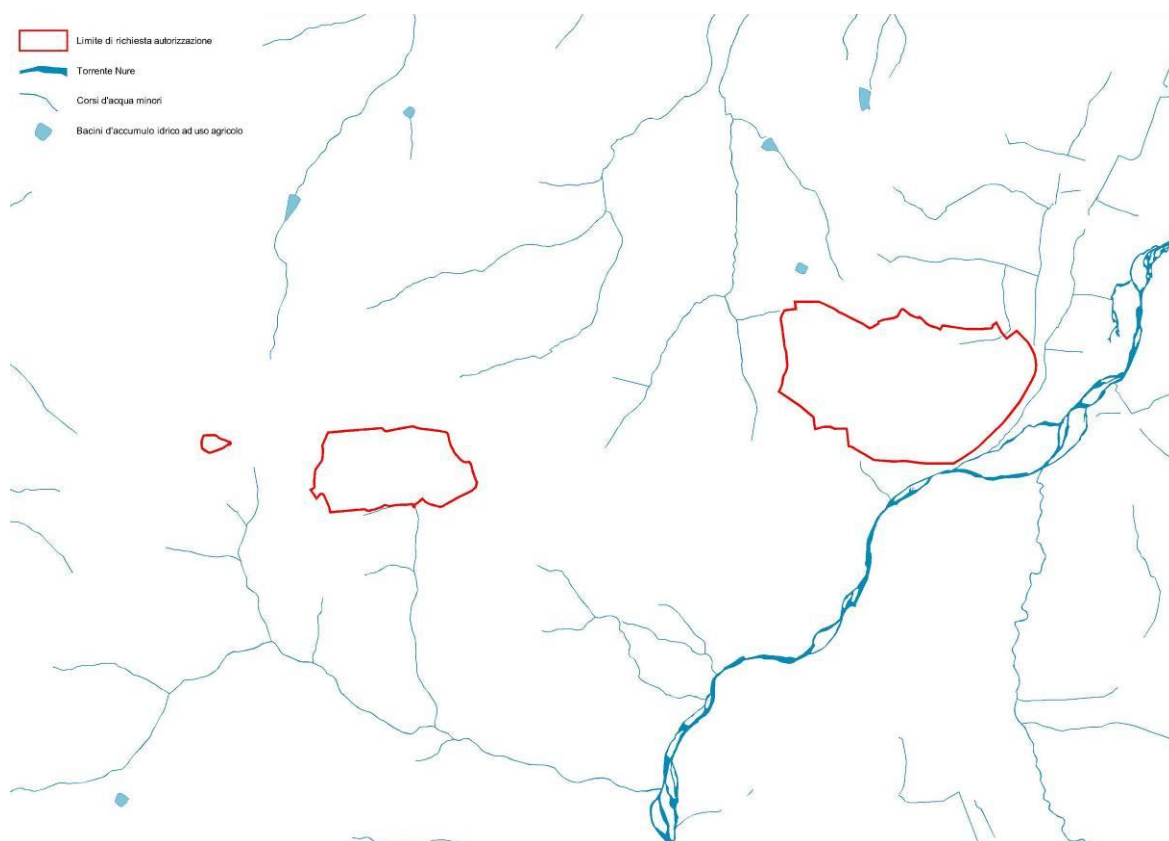 Limite di richiesta autorizzazione
Torrente Nure
Corsi d'acqua minori
Bacini d'accumulo idrico ad uso agricolo